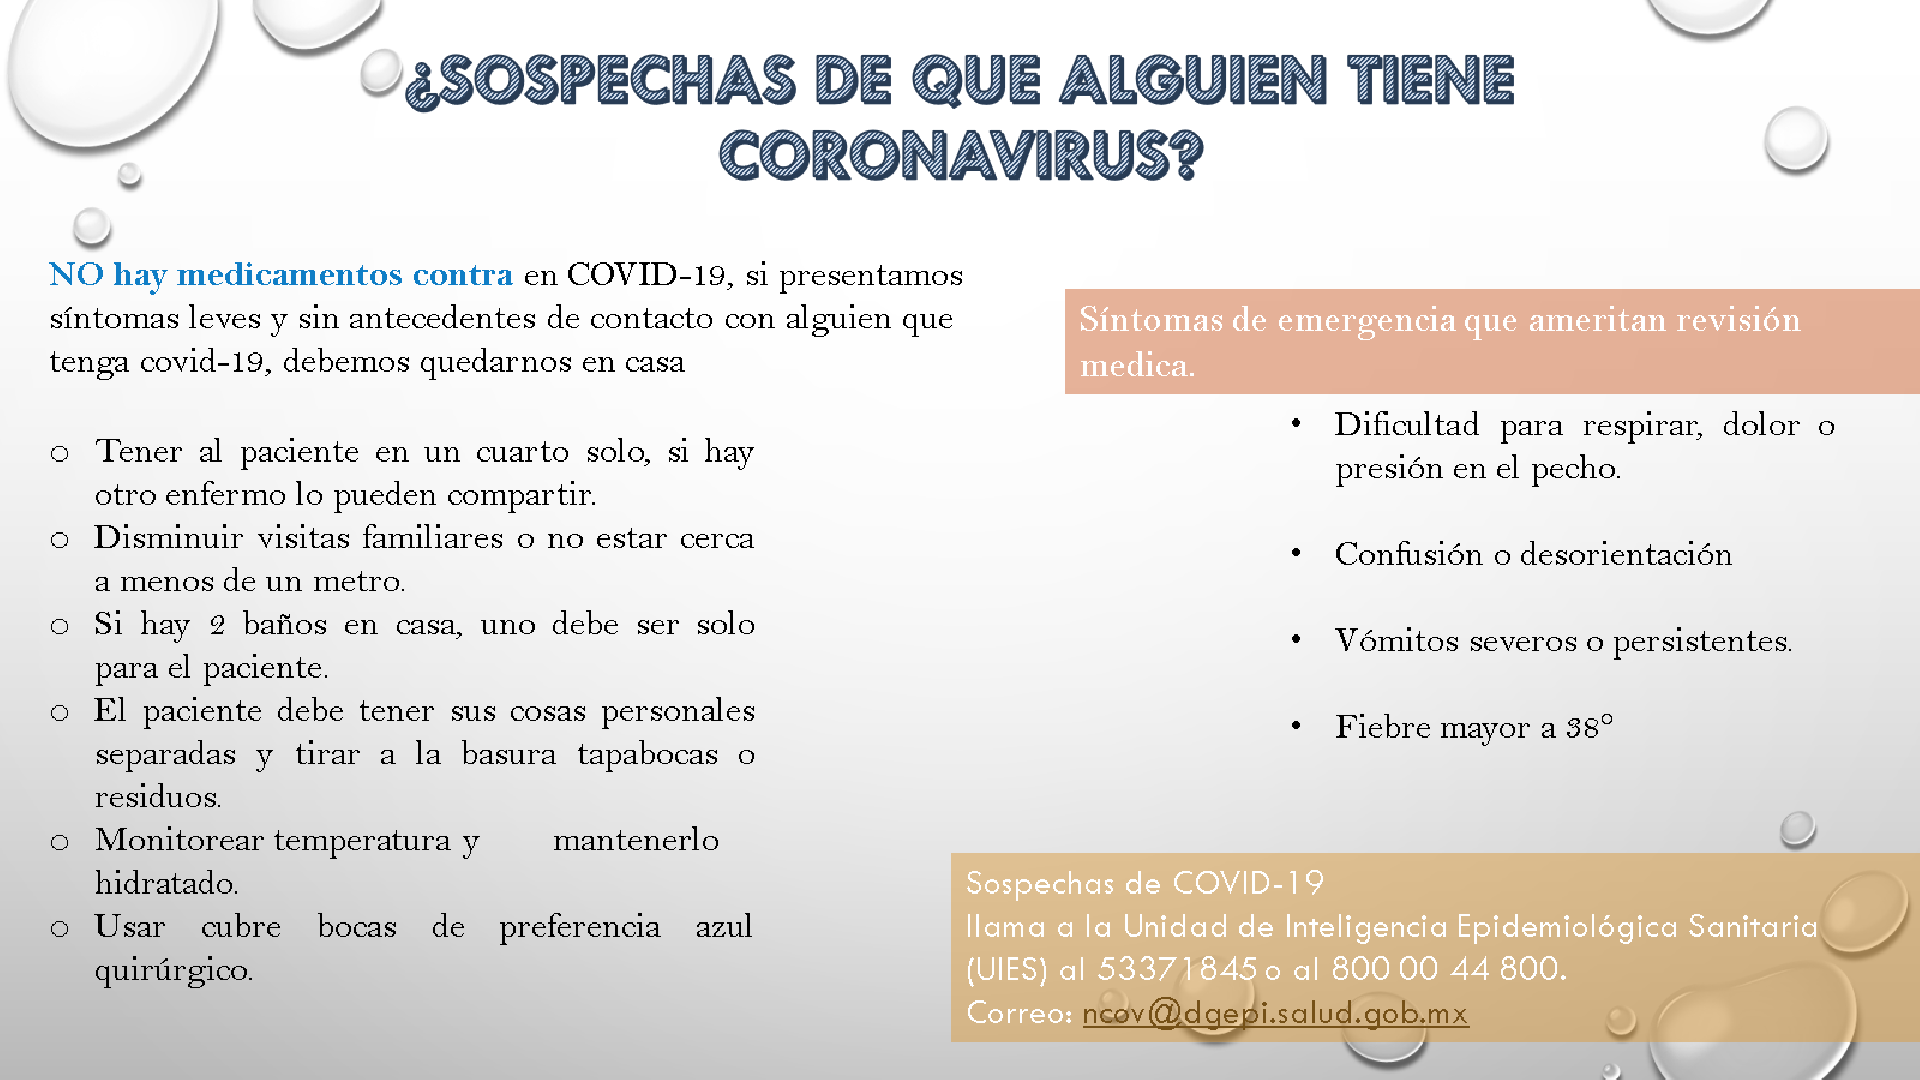 ¿SOSPECHAS DE QUE ALGUIEN TIENE
CORONAVIRUS?
NO hay medicamentos contra en COVID-19, si presentamos
síntomas leves y sin antecedentes de contacto con alguien que
tenga covid-19, debemos quedarnos en casa
o Tener al paciente en un cuarto solo, si hay
otro enfermo lo pueden compartir.
o Disminuir visitas familiares o no estar cerca
a menos de un metro.
o Si hay 2 baños en casa, uno debe ser solo
para el paciente.
o El paciente debe tener sus cosas personales
separadas y tirar a la basura tapabocas o
residuos.
o Monitorear temperatura y mantenerlo
hidratado.
o Usar cubre bocas de preferencia azul
quirúrgico.
Síntomas de emergencia que ameritan revisión
medica.
• Dificultad para respirar, dolor o
presión en el pecho.
• Confusión o desorientación
• Vómitos severos o persistentes.
• Fiebre mayor a 38°
Sospechas de COVID-19
llama a la Unidad de Inteligencia Epidemiológica Sanitaria
(UIES) al 53371845 o al 800 00 44 800.
Correo: ncov@dgepi.salud.gob.mx